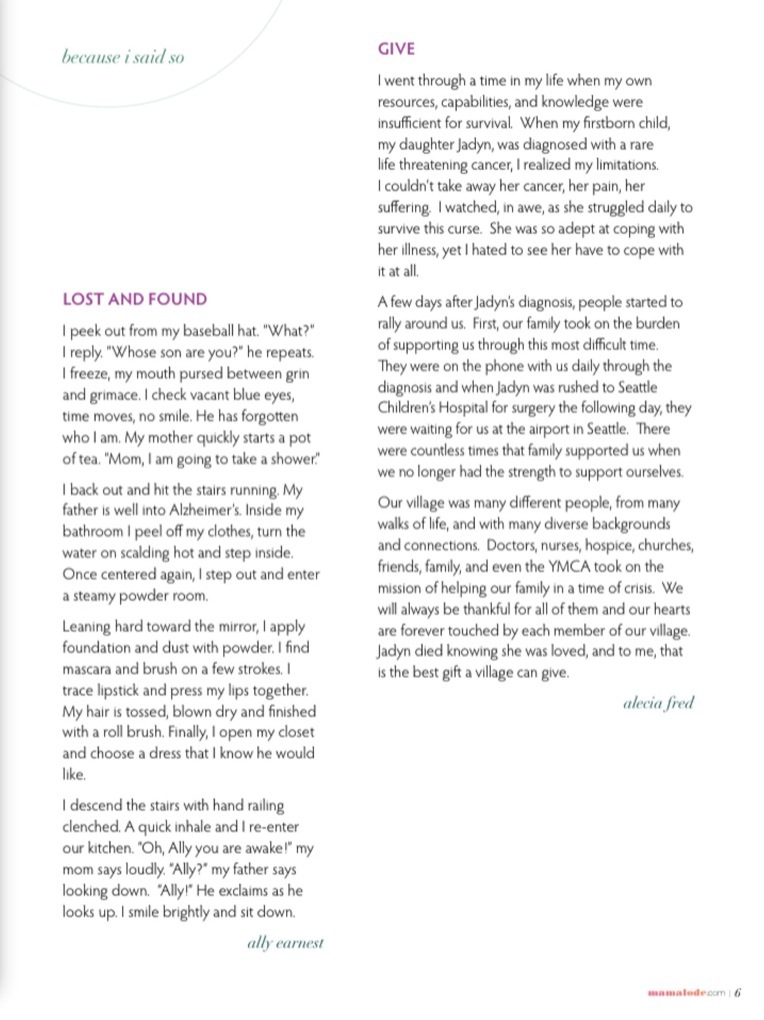 because i said so
LOST AND FOUND
I peek out from my baseball hat. "What?"
I reply. "Whose son are you?" he repeats.
I freeze, my mouth pursed between grin
and grimace. I check vacant blue eyes,
time moves, no smile. He has forgotten
who I am. My mother quickly starts a pot
of tea. "Mom, I am going to take a shower."
I back out and hit the stairs running. My
father is well into Alzheimer's. Inside my
bathroom I peel off my clothes, turn the
water on scalding hot and step inside.
Once centered again, I step out and enter
a steamy powder room.
Leaning hard toward the mirror, I apply
foundation and dust with powder. I find
mascara and brush on a few strokes. I
trace lipstick and press my lips together.
My hair is tossed, blown dry and finished
with a roll brush. Finally, I open my closet
and choose a dress that I know he would
like.
I descend the stairs with hand railing
clenched. A quick inhale and I re-enter
our kitchen. "Oh, Ally you are awake!" my
mom says loudly. "Ally?" my father says
looking down. "Ally!" He exclaims as he
looks up. I smile brightly and sit down.
ally earnest
GIVE
I went through a time in my life when my own
resources, capabilities, and knowledge were
insufficient for survival. When my firstborn child,
my daughter Jadyn, was diagnosed with a rare
life threatening cancer, I realized my limitations.
I couldn't take away her cancer, her pain, her
suffering. I watched, in awe, as she struggled daily to
survive this curse. She was so adept at coping with
her illness, yet I hated to see her have to cope with
it at all.
A few days after Jadyn's diagnosis, people started to
rally around us. First, our family took on the burden
of supporting us through this most difficult time.
They were on the phone with us daily through the
diagnosis and when Jadyn was rushed to Seattle
Children's Hospital for surgery the following day, they
were waiting for us at the airport in Seattle. There
were countless times that family supported us when
we no longer had the strength to support ourselves.
Our village was many different people, from many
walks of life, and with many diverse backgrounds
and connections. Doctors, nurses, hospice, churches,
friends, family, and even the YMCA took on the
mission of helping our family in a time of crisis. We
will always be thankful for all of them and our hearts
are forever touched by each member of our village.
Jadyn died knowing she was loved, and to me, that
is the best gift a village can give.
alecia fred
mamalode.com | 6